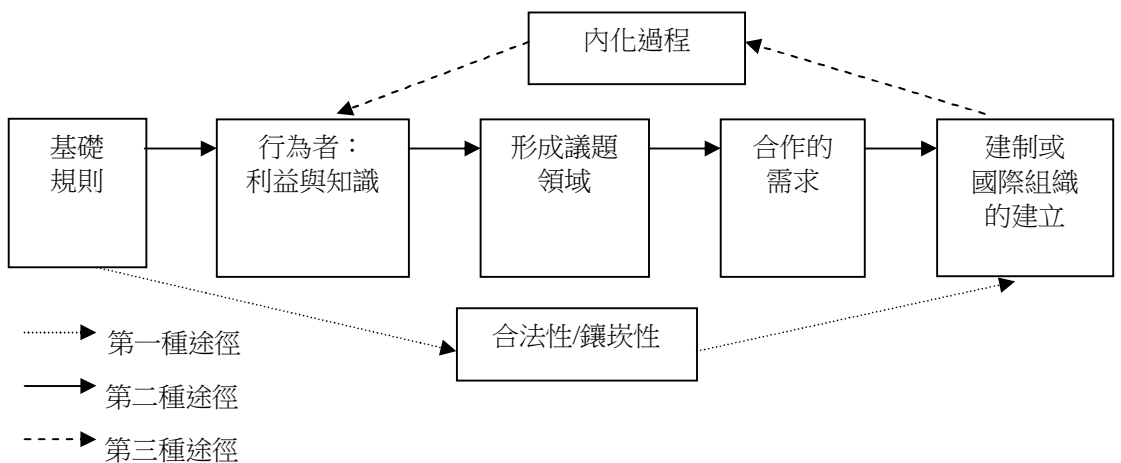 內化過程
基礎
規則
行為者：
利益與知識
形成議題
領域
合作的
需求
建制或
國際組織
的建立
合法性/鑲崁性
第一種途徑
第二種途徑
第三種途徑